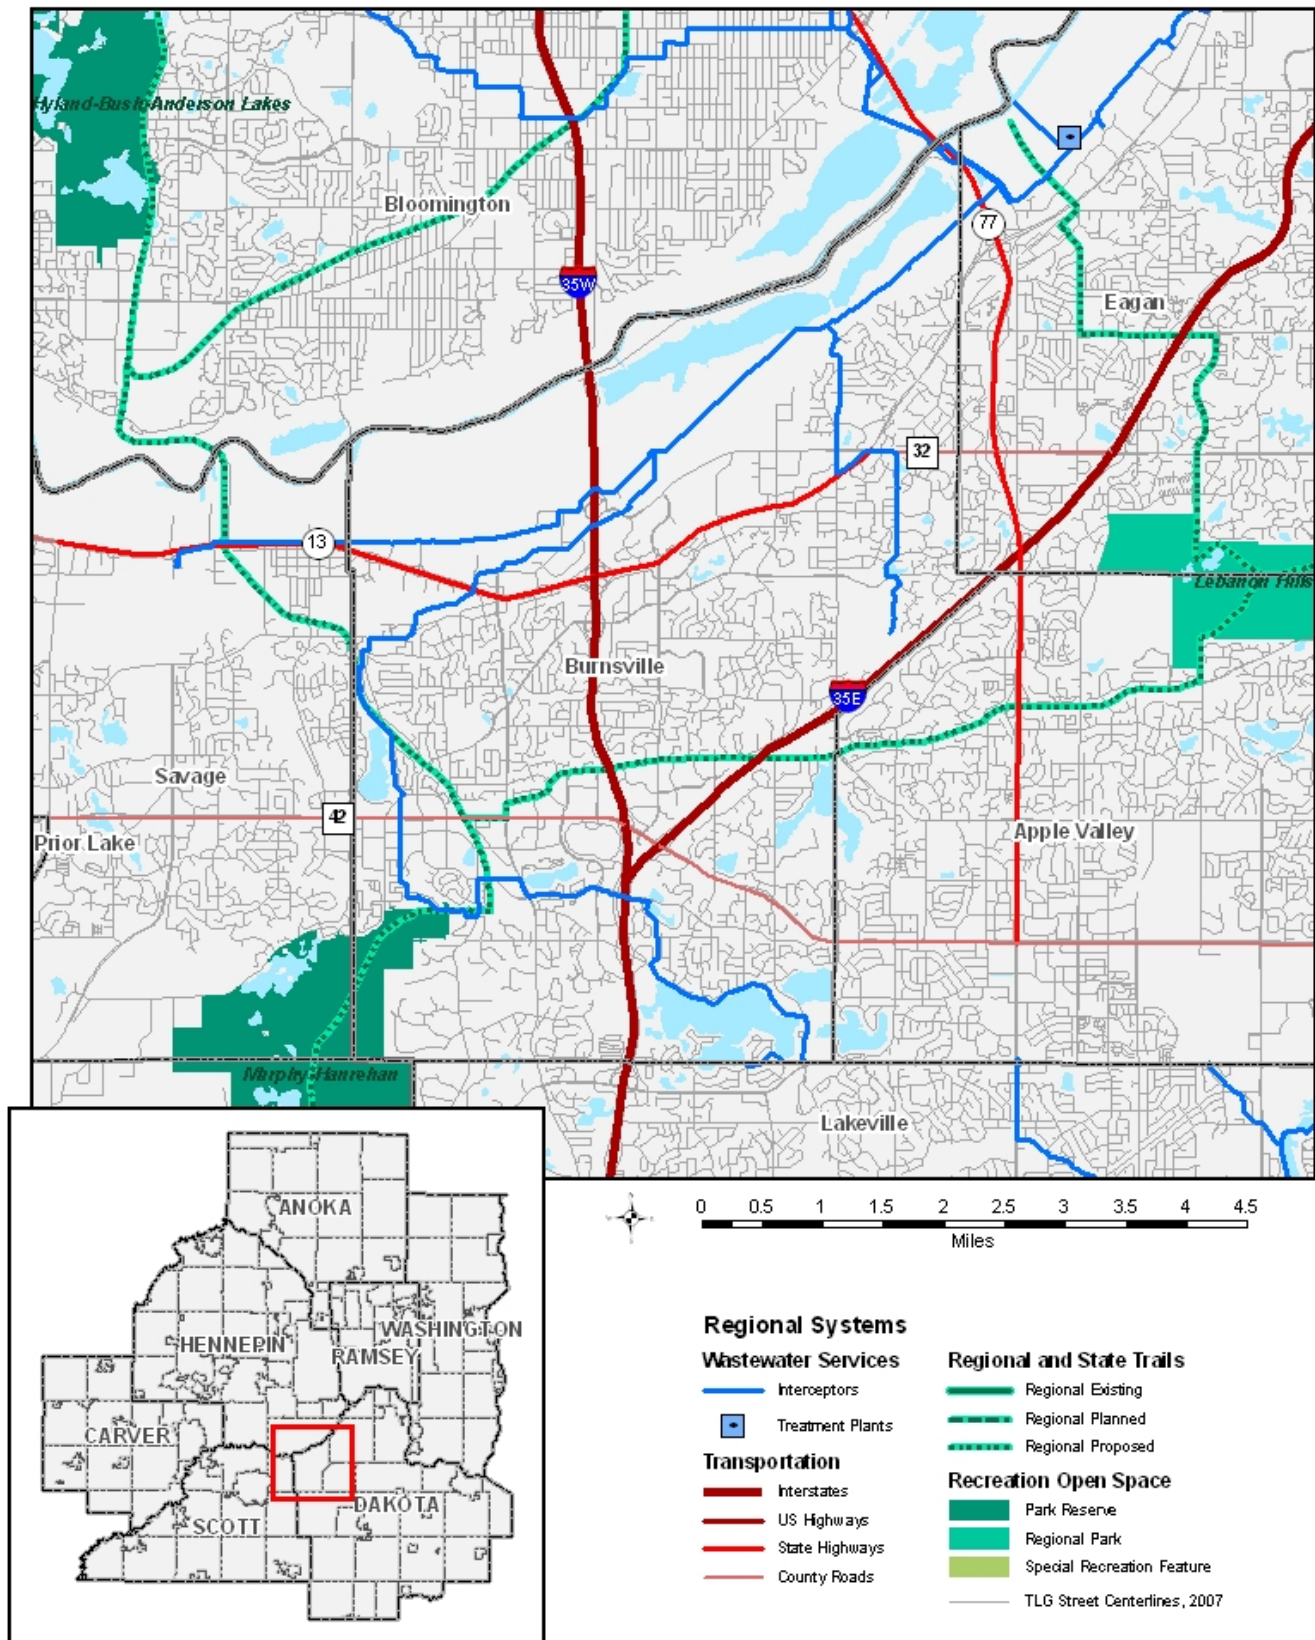 Hyland-Bush-Anderson Lakes
Bloomington
77
35W
Eagan
32
13
Lebanon Hills
Burnsville
35E
Savage
42
Apple Valley
Prior Lake
Murphy-Hanrehan
Lakeville
ANOKA
HENNEPIN
WASHINGTON
RAMSEY
CARVER
DAKOTA
SCOTT
0 0.5 1 1.5 2 2.5 3 3.5 4 4.5
Miles
Regional Systems
Wastewater Services
Interceptors
Treatment Plants
Transportation
Interstates
US Highways
State Highways
County Roads
Regional and State Trails
Regional Existing
Regional Planned
Regional Proposed
Recreation Open Space
Park Reserve
Regional Park
Special Recreation Feature
TLG Street Centerlines, 2007